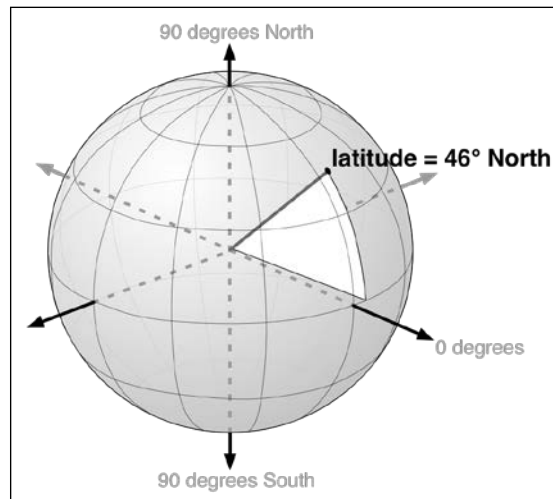 90 degrees North
latitude = 46° North
0 degrees
90 degrees South